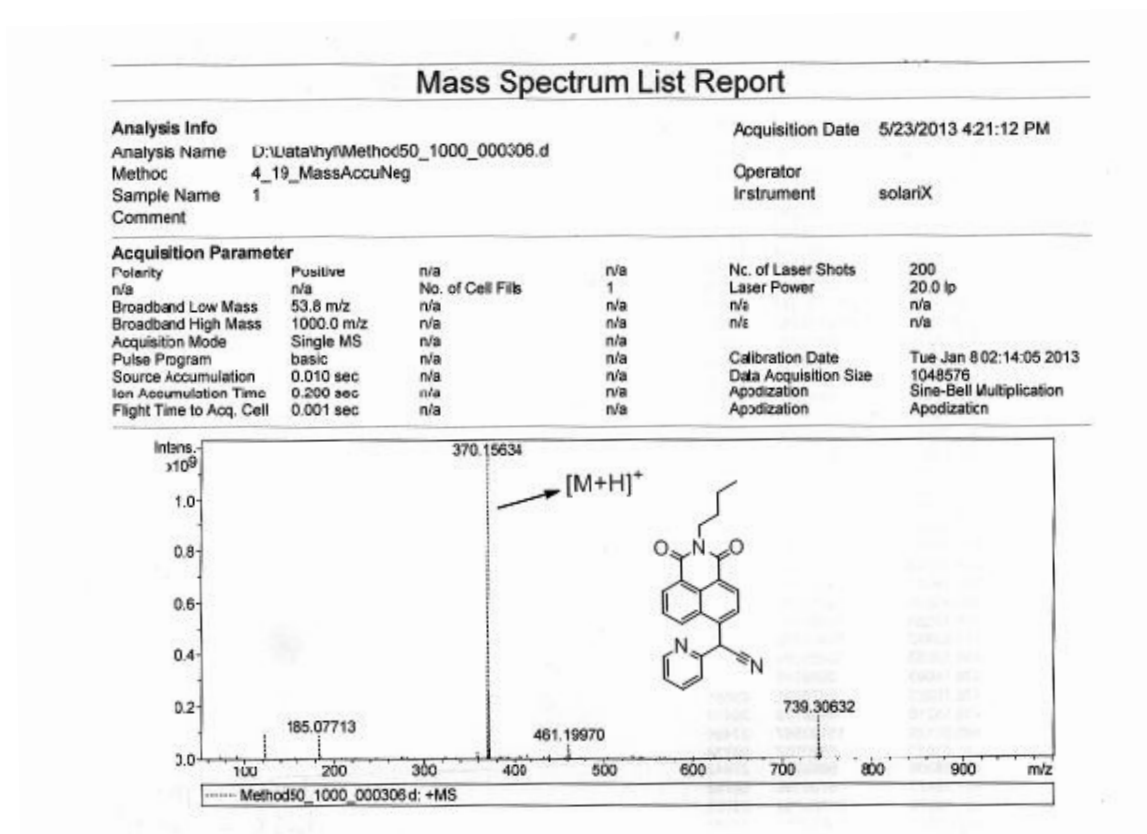 Mass Spectrum List Report
Analysis Info
Acquisition Date 5/23/2013 4:21:12 PM
Analysis Name D:\Data\hyl\Method50_1000_000306.d
Method 4_19_MassAccuNeg Operator
Sample Name 1 Instrument solariX
Comment
Acquisition Parameter
Polarity Positive n/a n/a No. of Laser Shots 200
n/a n/a No. of Cell Fills 1 Laser Power 20.0 lp
Broadband Low Mass 53.8 m/z n/a n/a n/a n/a
Broadband High Mass 1000.0 m/z n/a n/a n/a n/a
Acquisition Mode Single MS n/a n/a
Pulse Program basic n/a n/a Calibration Date Tue Jan 8 02:14:05 2013
Source Accumulation 0.010 sec n/a n/a Data Acquisition Size 1048576
Ion Accumulation Time 0.200 sec n/a n/a Apodization Sine-Bell Multiplication
Flight Time to Acq. Cell 0.001 sec n/a n/a Apodization Apodization
Intens.
x10⁹
370.15634
[M+H]⁺
1.0
0.8
0.6
0.4
0.2
0.0
O N O
N
N
185.07713
461.19970
739.30632
100 200 300 400 500 600 700 800 900 m/z
Method50_1000_000306.d: +MS